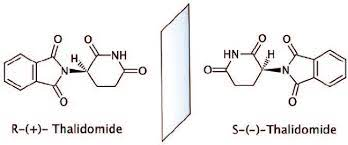 O
O
NH
N
H
O
O
R-(+)- Thalidomide
O
HN
O
H
N
O
O
S-(-)-Thalidomide